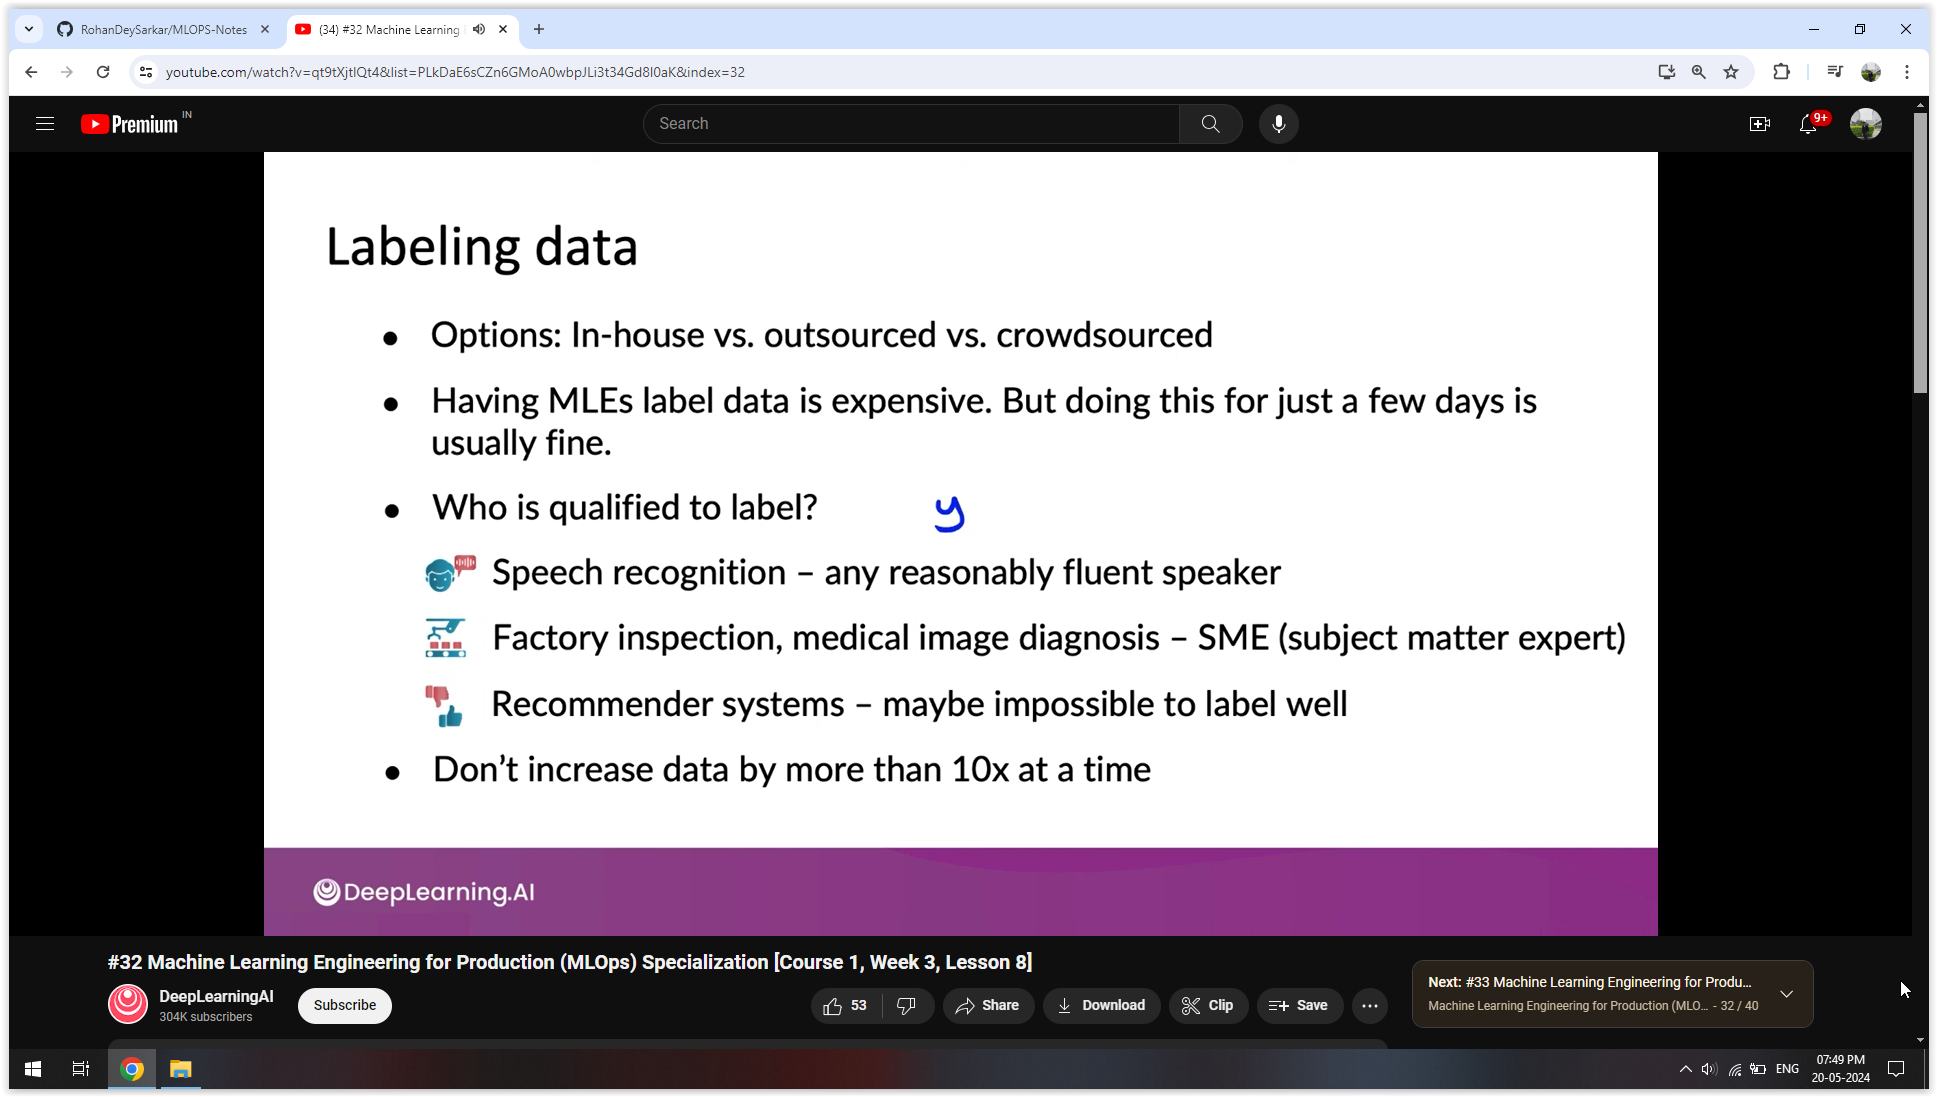 RohanDeySarkar/MLOPS-Notes
(34) #32 Machine Learning
youtube.com/watch?v=qt9tXjtlQt4&list=PLkDaE6sCZn6GMoA0wbpJLi3t34Gd8l0aK&index=32
Premium IN
Search
9+
Labeling data
● Options: In-house vs. outsourced vs. crowdsourced
● Having MLEs label data is expensive. But doing this for just a few days is
usually fine.
● Who is qualified to label? y
Speech recognition – any reasonably fluent speaker
Factory inspection, medical image diagnosis – SME (subject matter expert)
Recommender systems – maybe impossible to label well
● Don’t increase data by more than 10x at a time
DeepLearning.AI
#32 Machine Learning Engineering for Production (MLOps) Specialization [Course 1, Week 3, Lesson 8]
DeepLearningAI
304K subscribers
Subscribe
53
Share
Download
Clip
Save
Next: #33 Machine Learning Engineering for Produ...
Machine Learning Engineering for Production (MLO... - 32 / 40
ENG
07:49 PM
20-05-2024